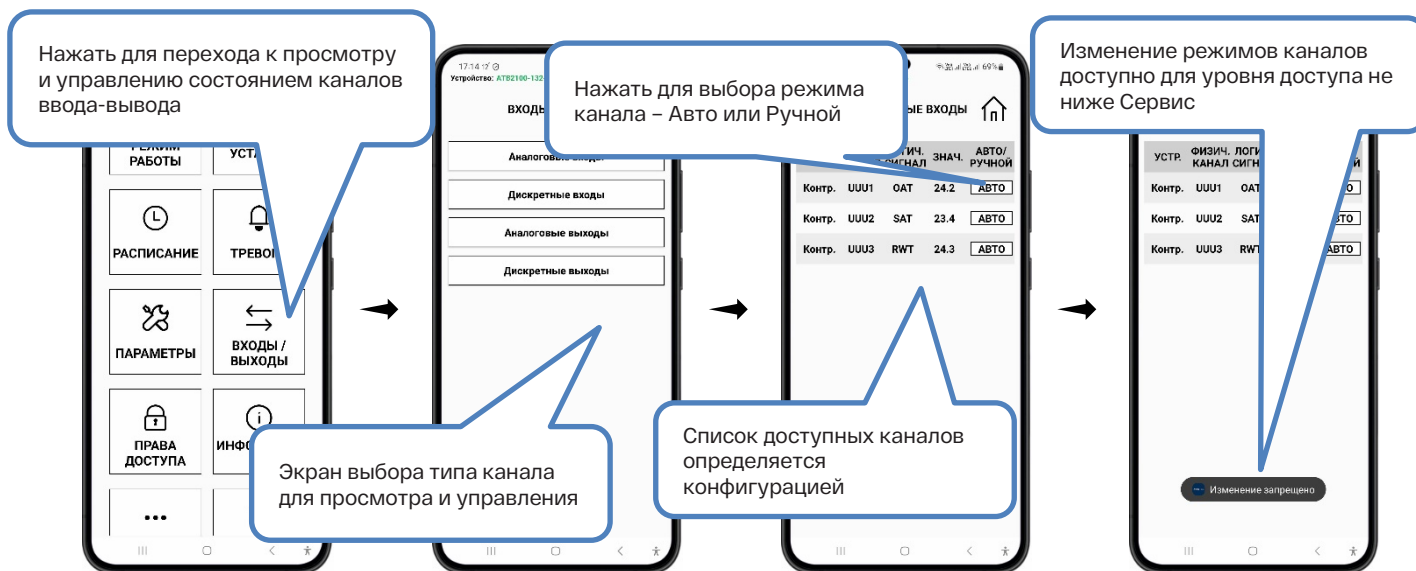 Нажать для перехода к просмотру
и управлению состоянием каналов
ввода-вывода
РАБОТЫ
РАСПИСАНИЕ
ПАРАМЕТРЫ
ВХОДЫ /
ВЫХОДЫ
ПРАВА
ДОСТУПА
17:14
Устройство: ATB2100-132-
Аналоговые входы
Дискретные входы
Аналоговые выходы
Дискретные выходы
Экран выбора типа канала
для просмотра и управления
Нажать для выбора режима
канала – Авто или Ручной
69%
ВХОДЫ
ЗНАЧ. АВТО/
РУЧНОЙ
Контр. UUU1 OAT 24.2 АВТО
Контр. UUU2 SAT 23.4 АВТО
Контр. UUU3 RWT 24.3 АВТО
Список доступных каналов
определяется
конфигурацией
Изменение режимов каналов
доступно для уровня доступа не
ниже Сервис
УСТР. ФИЗИЧ.
КАНАЛ
Контр. UUU1 OAT
Контр. UUU2 SAT
Контр. UUU3 RWT АВТО
Изменение запрещено